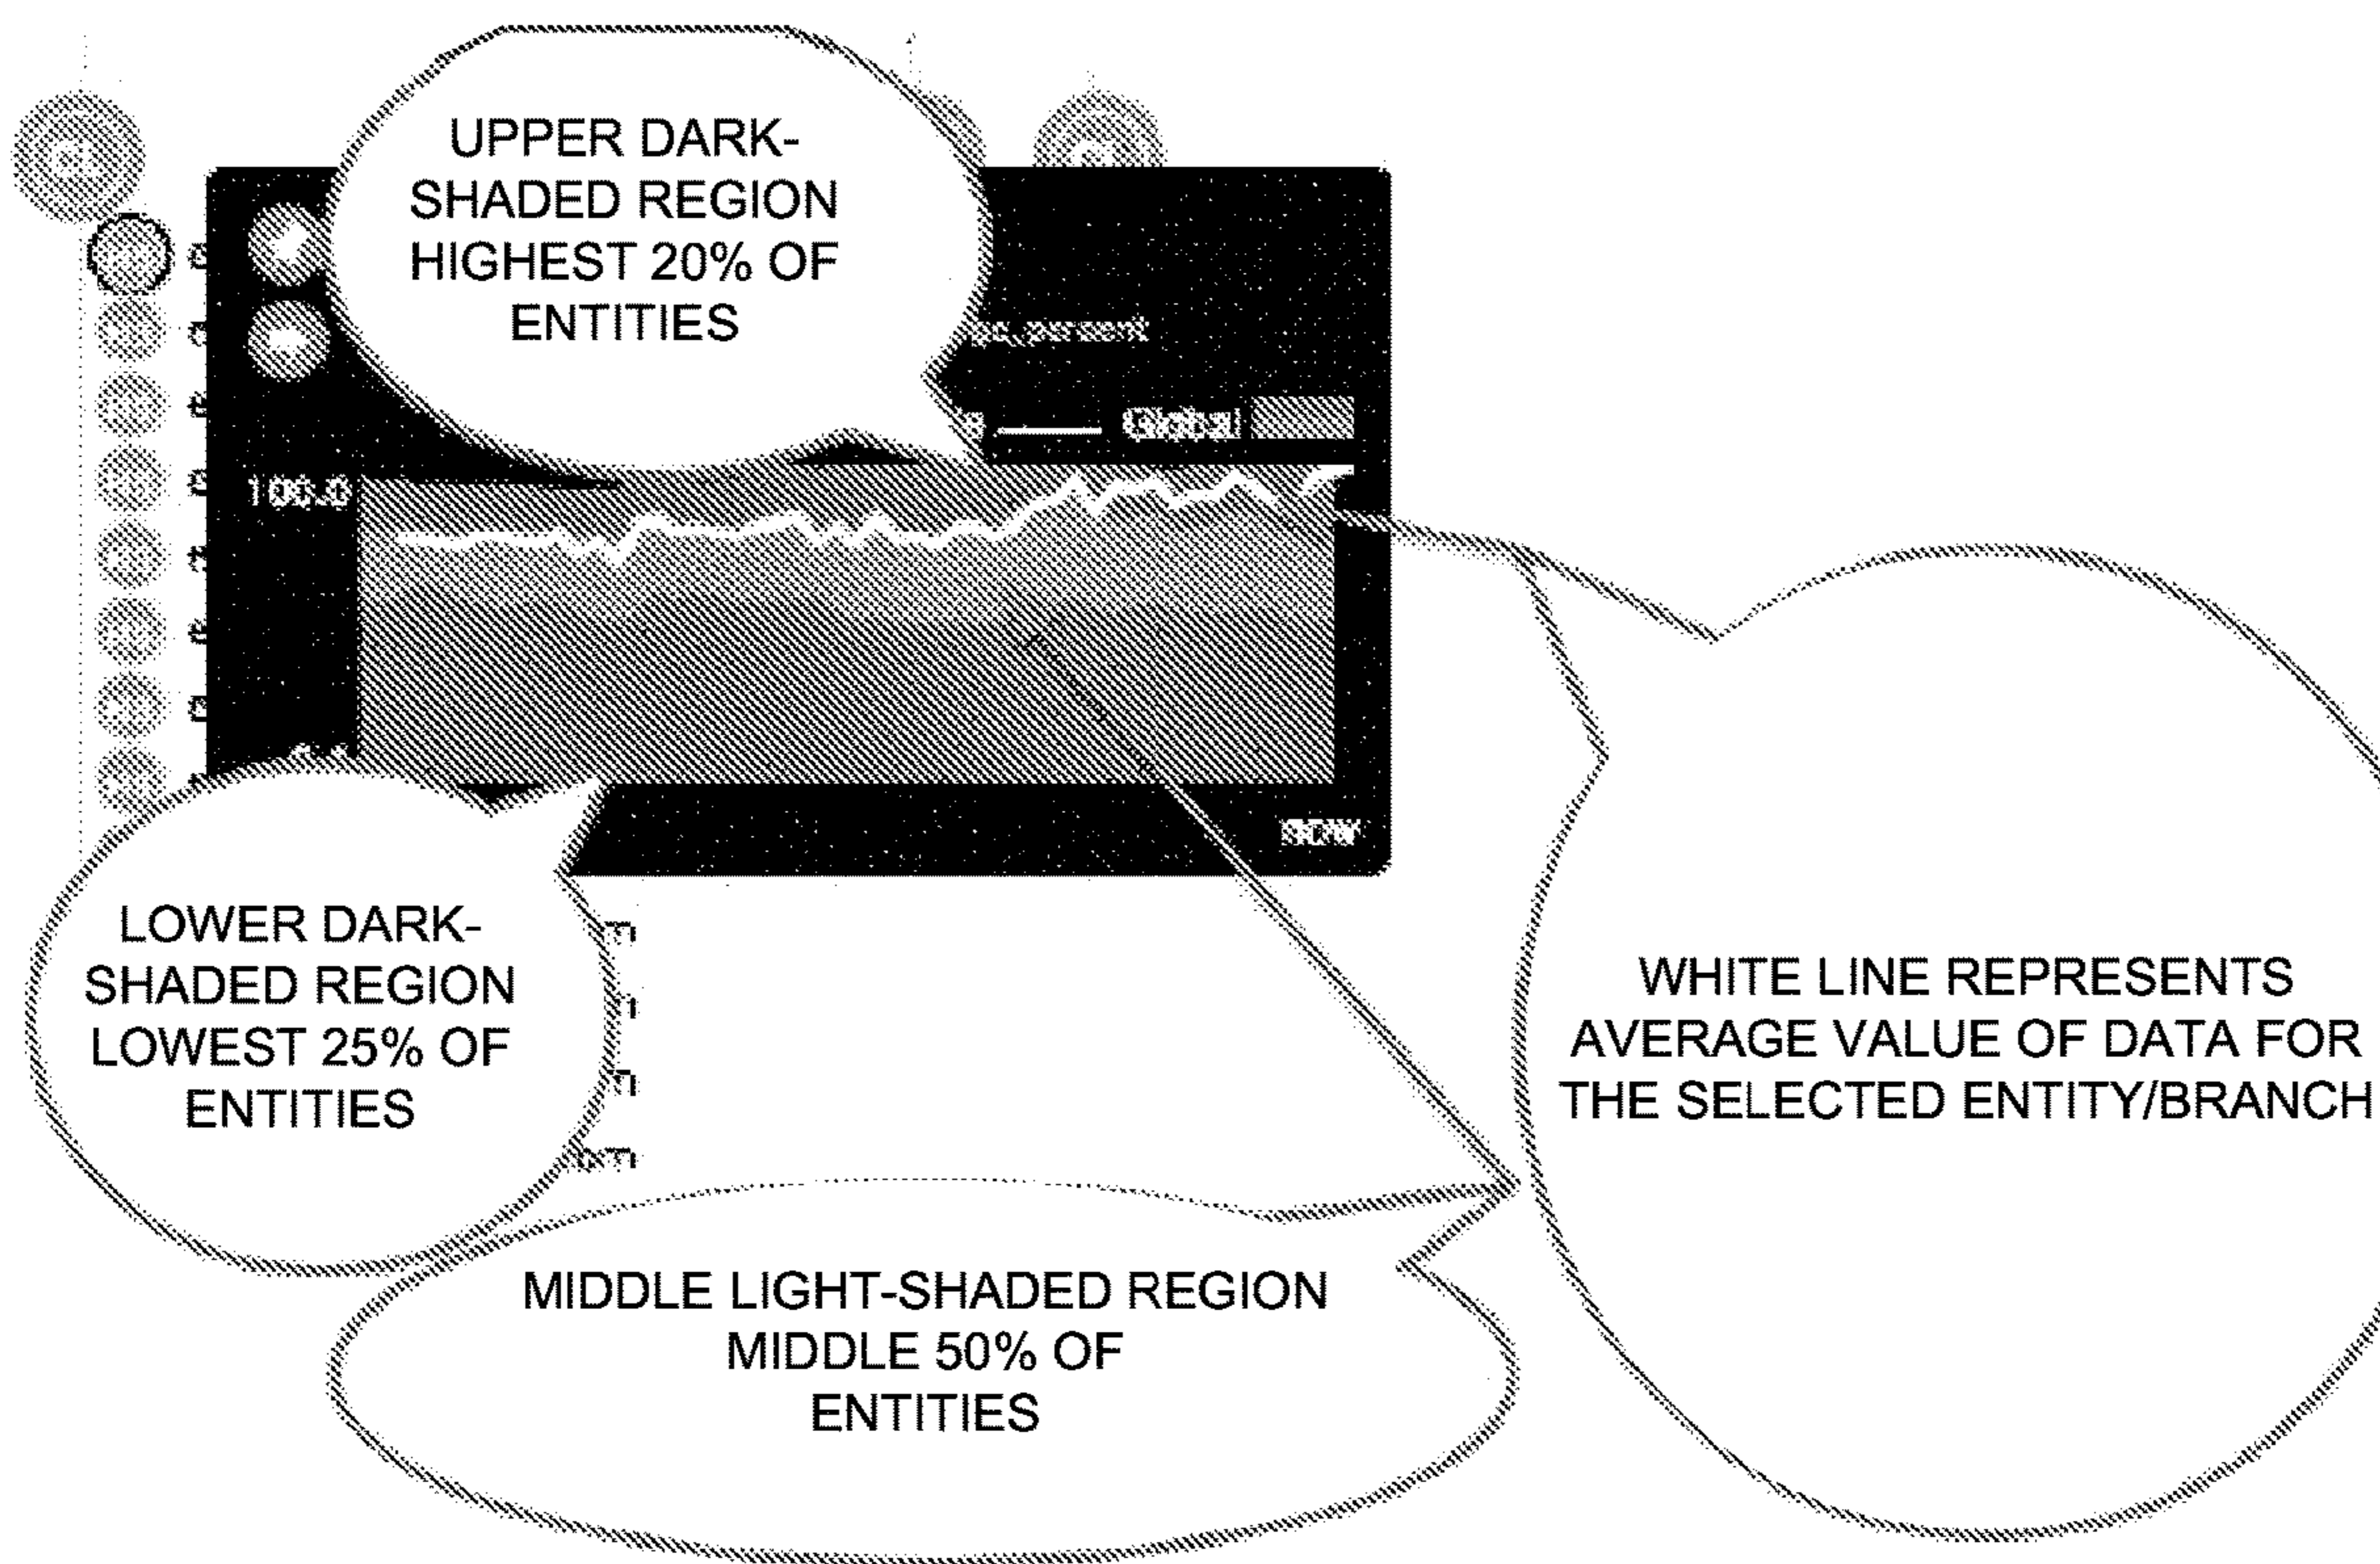 UPPER DARK-
SHADED REGION
HIGHEST 20% OF
ENTITIES
Global
100.0
LOWER DARK-
SHADED REGION
LOWEST 25% OF
ENTITIES
MIDDLE LIGHT-SHADED REGION
MIDDLE 50% OF
ENTITIES
WHITE LINE REPRESENTS
AVERAGE VALUE OF DATA FOR
THE SELECTED ENTITY/BRANCH